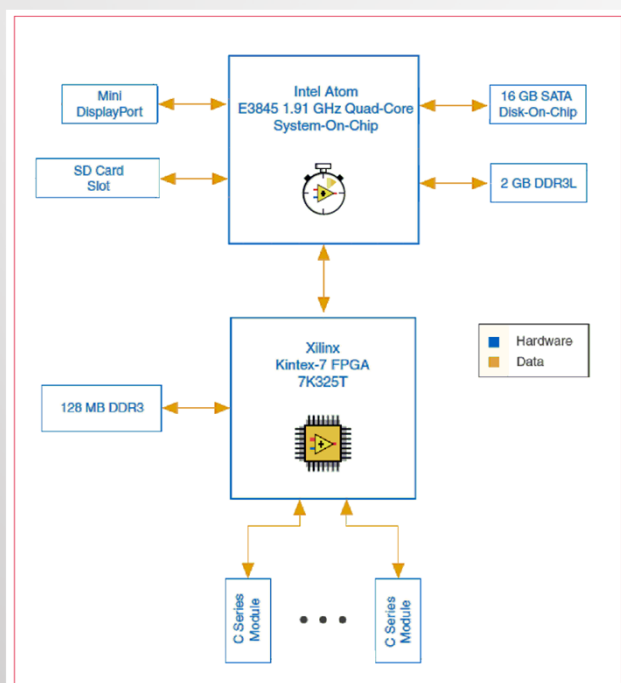 Mini
DisplayPort
Intel Atom
E3845 1.91 GHz Quad-Core
System-On-Chip
16 GB SATA
Disk-On-Chip
SD Card
Slot
2 GB DDR3L
Xilinx
Kintex-7 FPGA
7K325T
Hardware
Data
128 MB DDR3
C Series
Module
C Series
Module